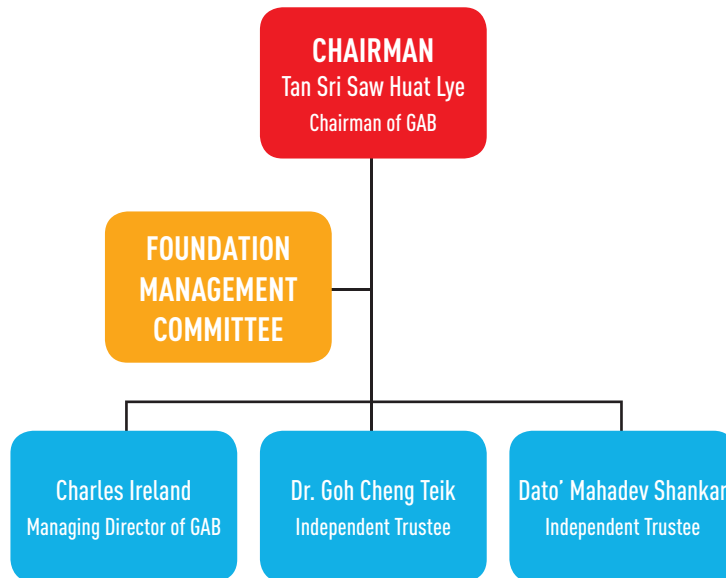 CHAIRMAN
Tan Sri Saw Huat Lye
Chairman of GAB
FOUNDATION
MANAGEMENT
COMMITTEE
Charles Ireland
Managing Director of GAB
Dr. Goh Cheng Teik
Independent Trustee
Dato’ Mahadev Shankar
Independent Trustee